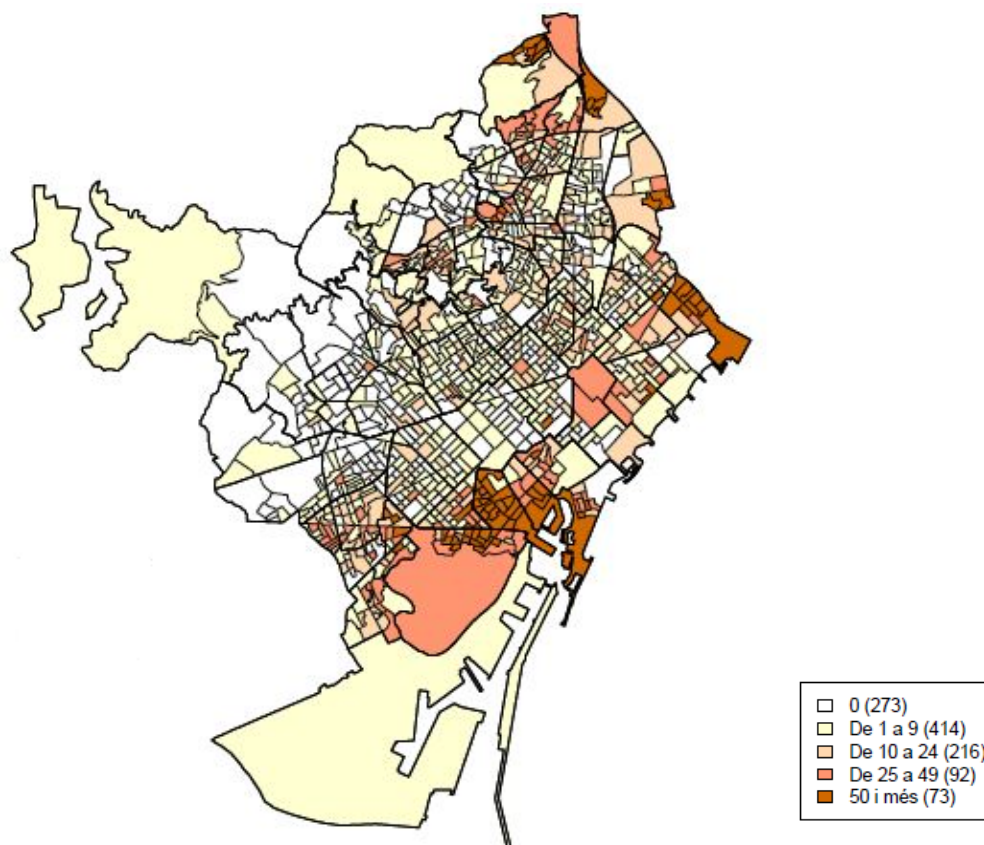 0 (273)
De 1 a 9 (414)
De 10 a 24 (216)
De 25 a 49 (92)
50 i més (73)